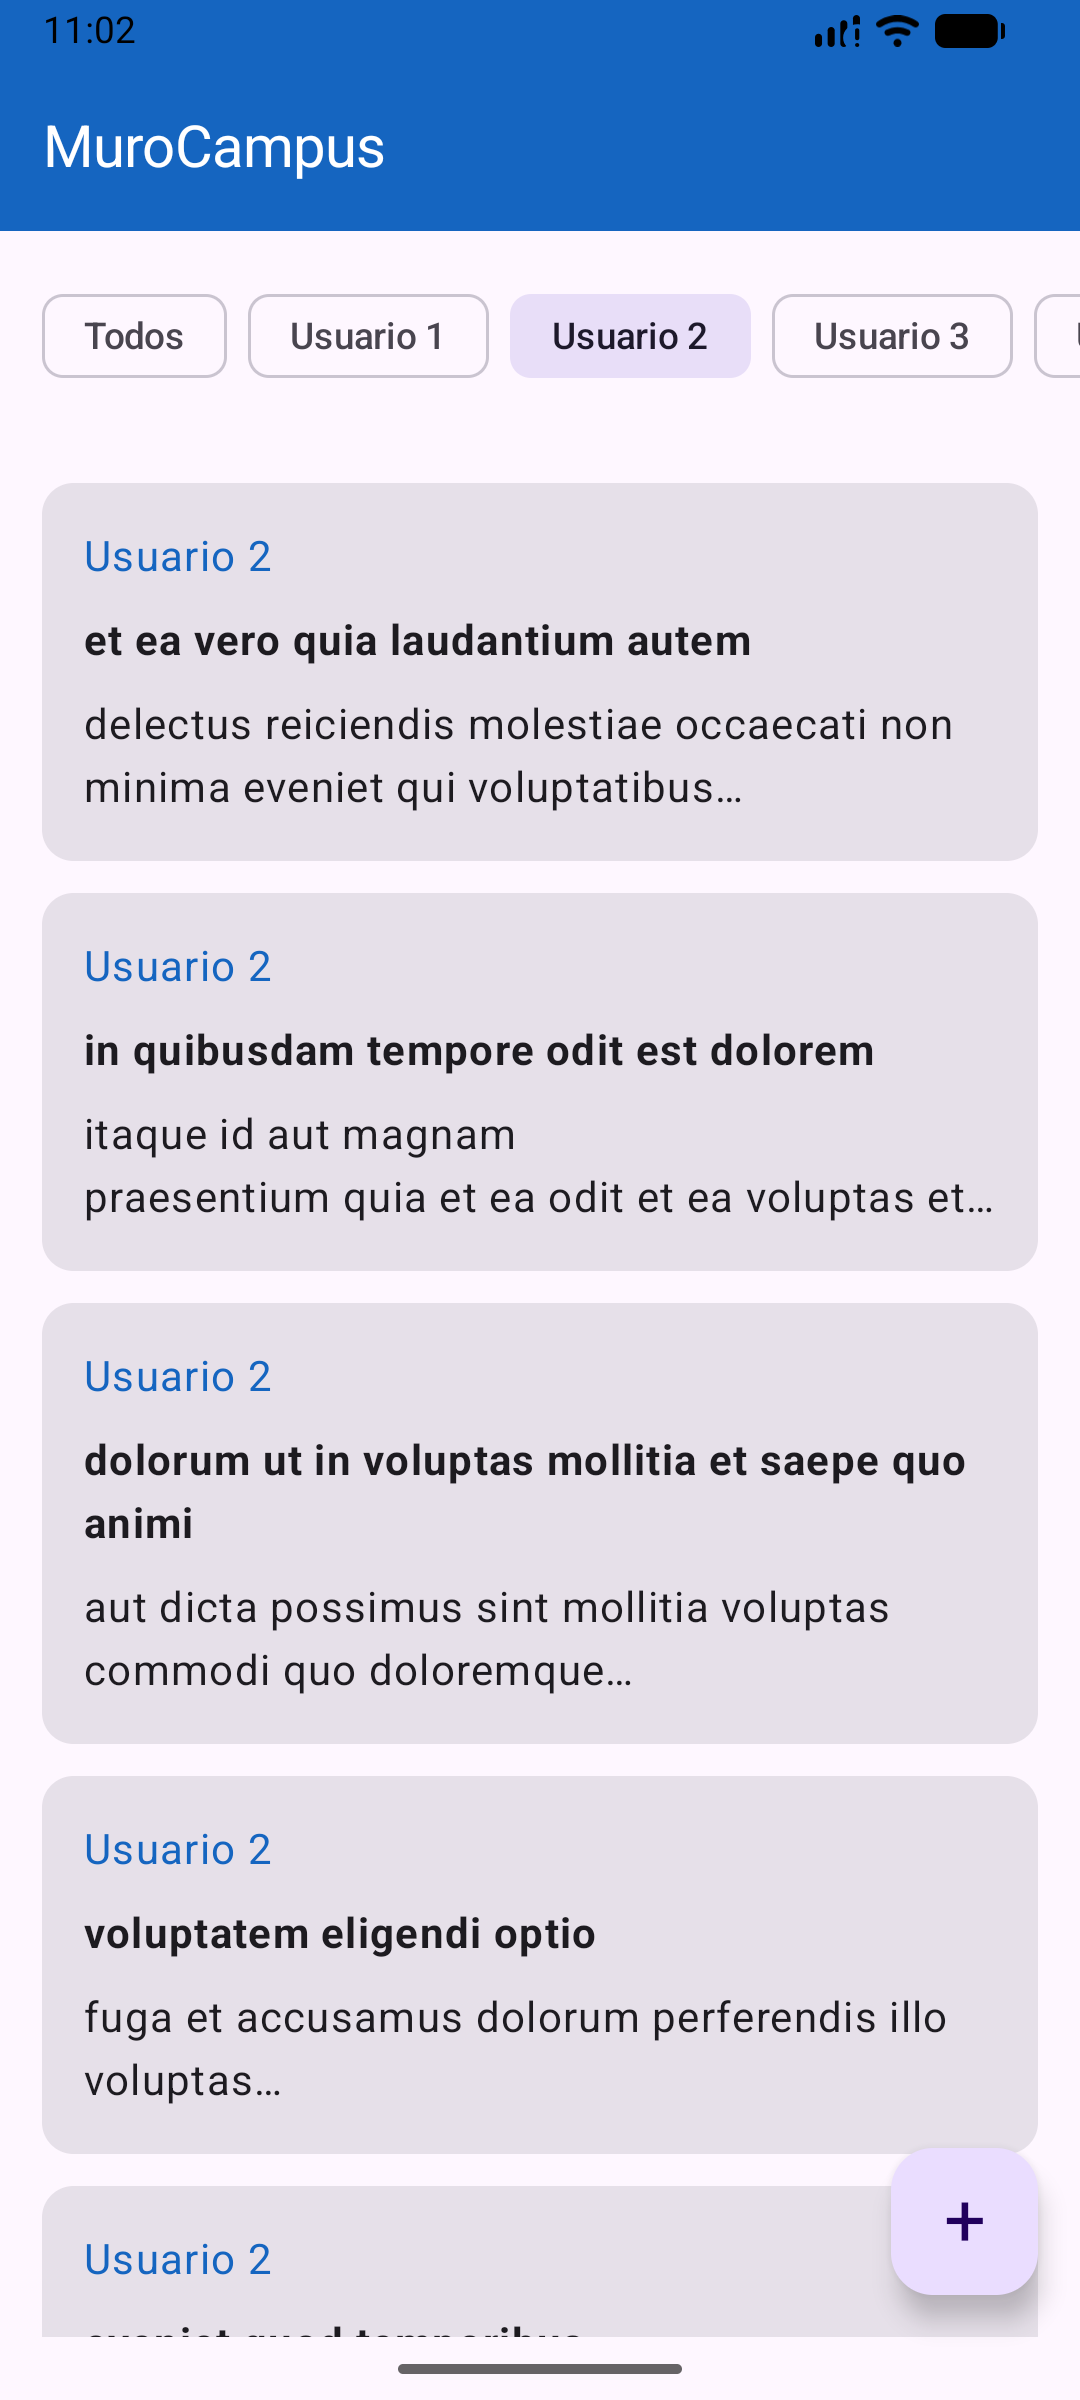 11:02
MuroCampus
Todos
Usuario 1
Usuario 2
Usuario 3
Usuario 2
et ea vero quia laudantium autem
delectus reiciendis molestiae occaecati non
minima eveniet qui voluptatibus…
Usuario 2
in quibusdam tempore odit est dolorem
itaque id aut magnam
praesentium quia et ea odit et ea voluptas et…
Usuario 2
dolorum ut in voluptas mollitia et saepe quo
animi
aut dicta possimus sint mollitia voluptas
commodi quo doloremque…
Usuario 2
voluptatem eligendi optio
fuga et accusamus dolorum perferendis illo
voluptas…
+
Usuario 2